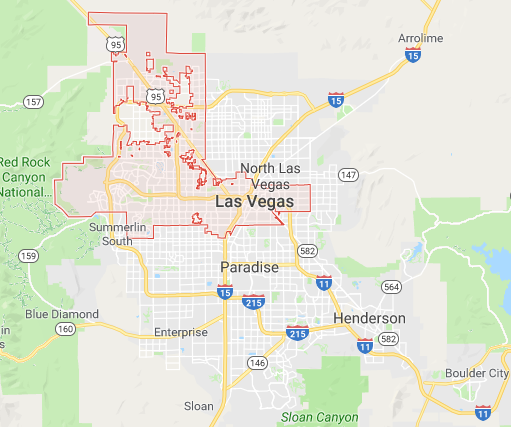 Arrolime
95
15
95
157
15
Red Rock
Canyon
National...
North Las
Vegas
147
Las Vegas
Summerlin
South
582
159
Paradise
11
564
15
215
Blue Diamond
160
Enterprise
215
Henderson
582
11
146
Boulder City
Sloan
Sloan Canyon
11
in
s